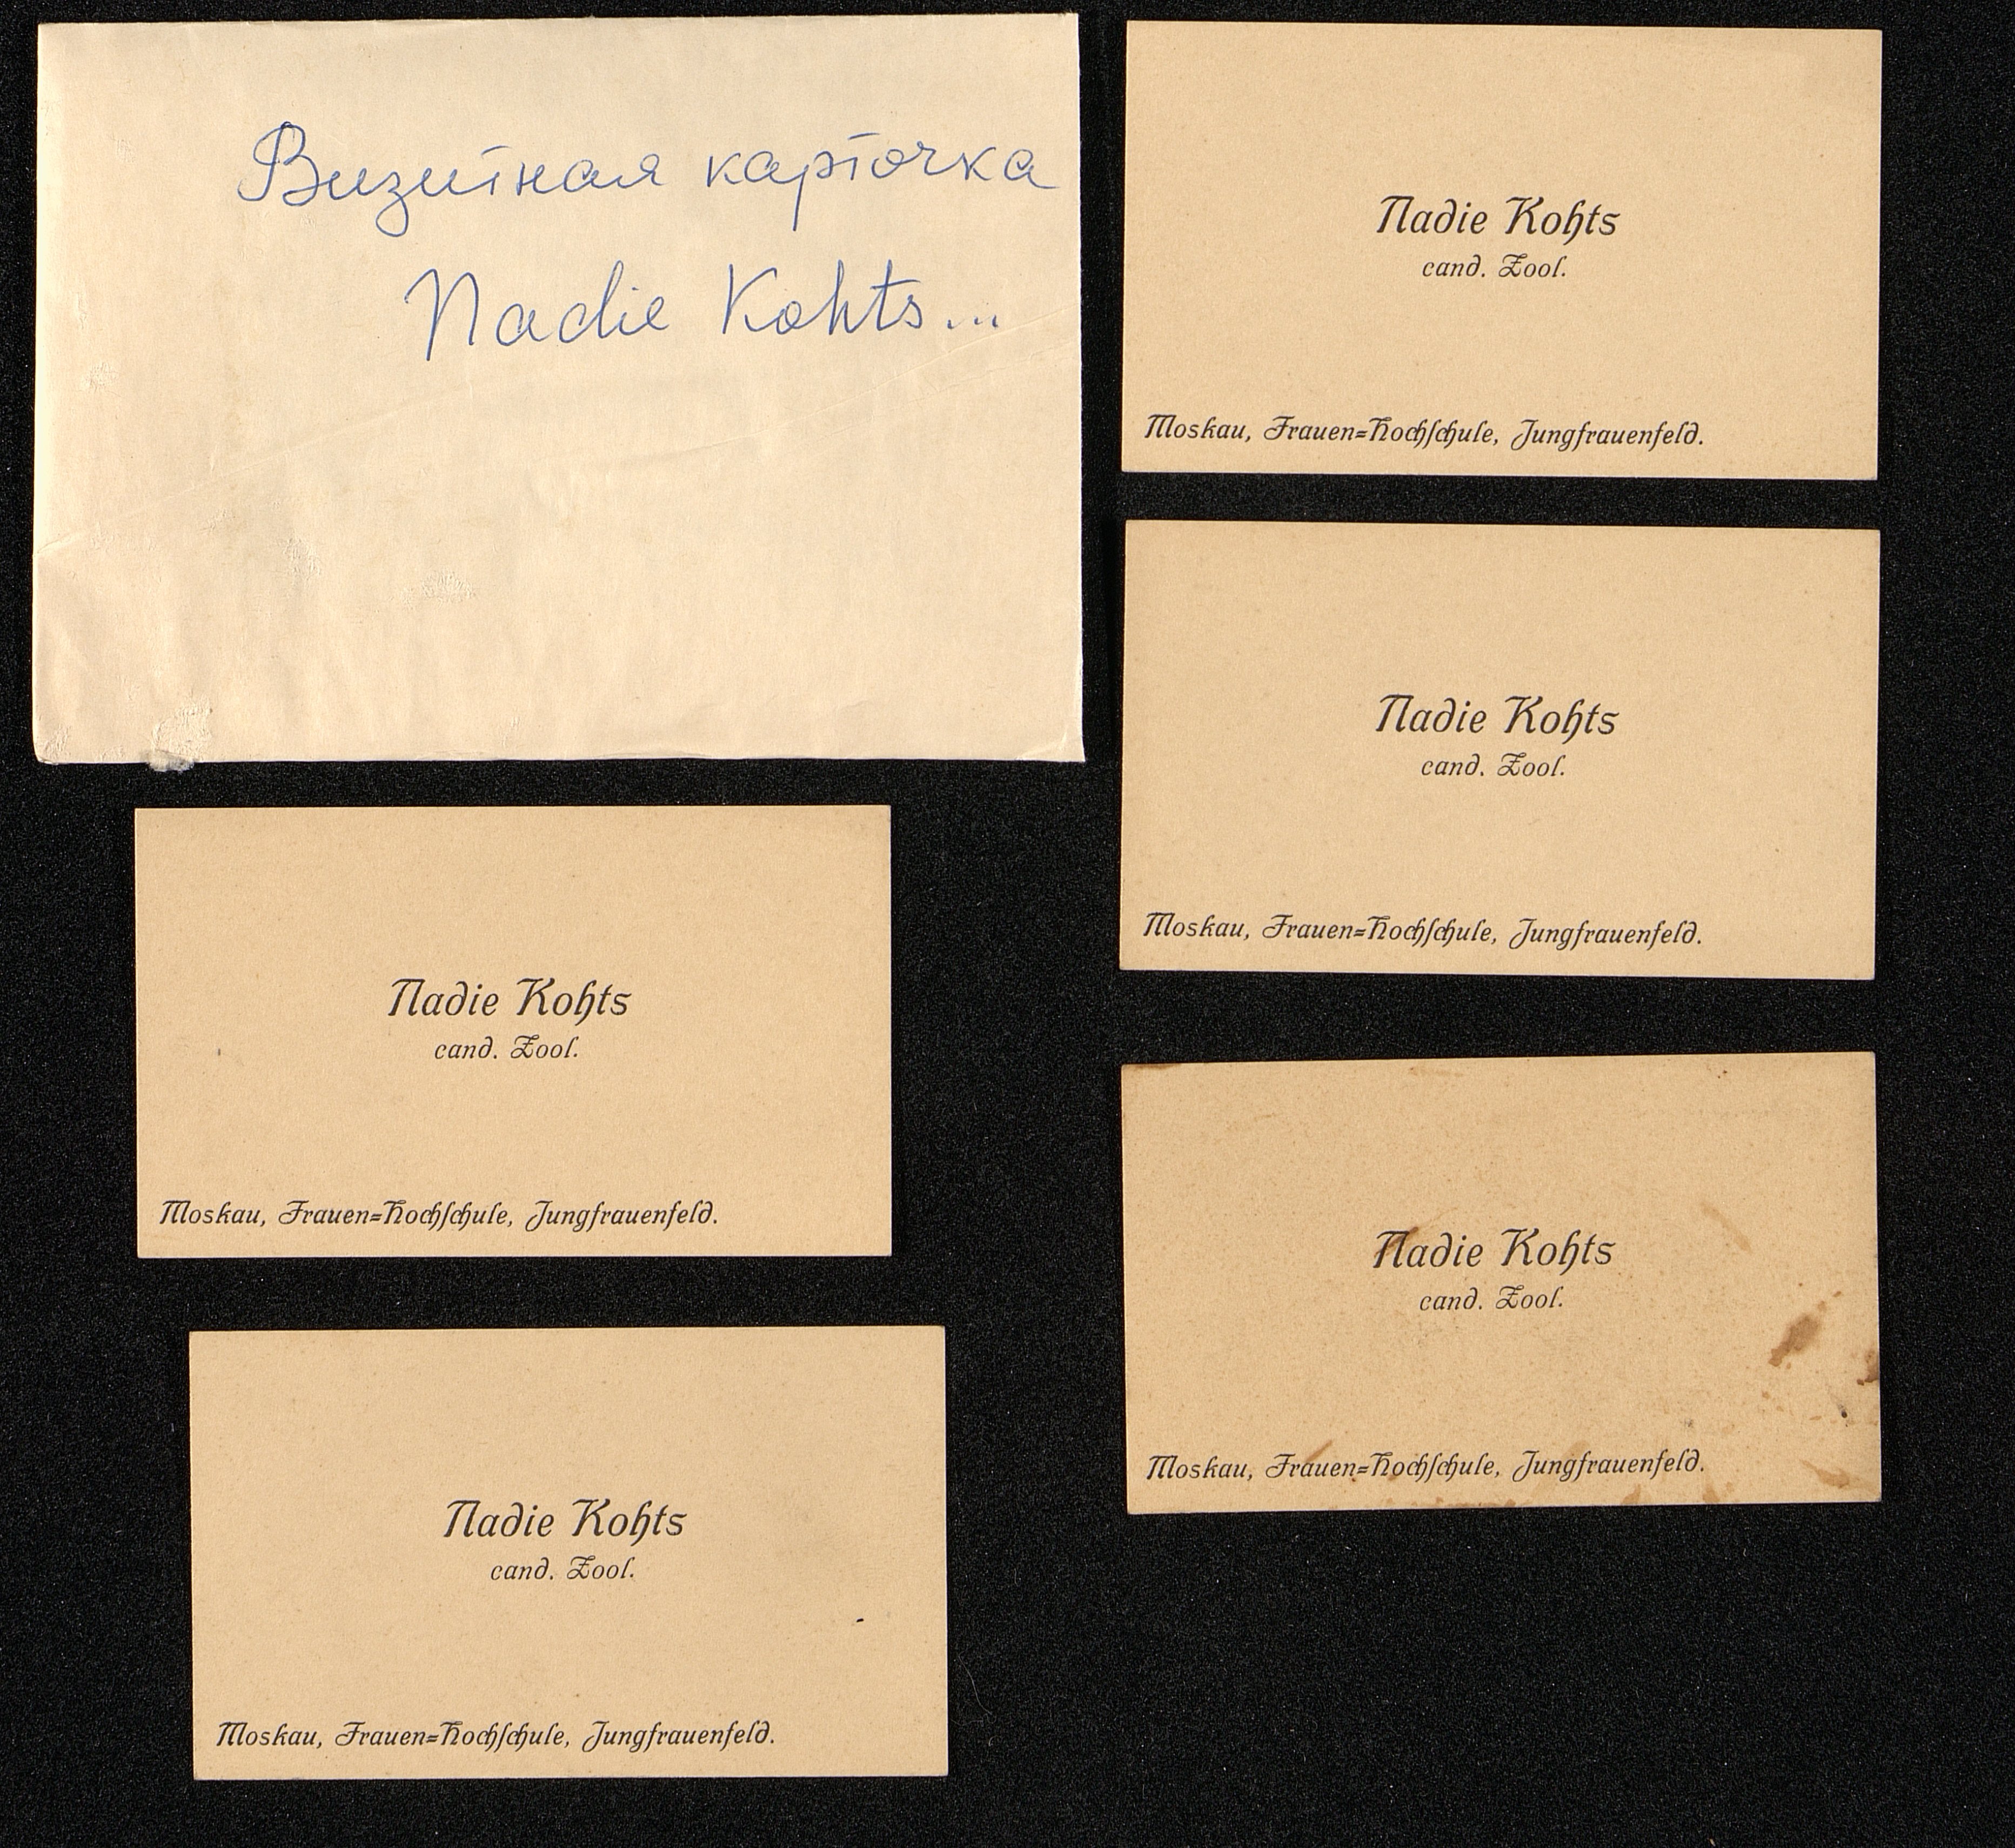 Визитная карточка
Nadie Kohts...
Nadie Kohts
cand. Zool.
Moskau, Frauen=Hochſchule, Jungfrauenfeld.
Nadie Kohts
cand. Zool.
Moskau, Frauen=Hochſchule, Jungfrauenfeld.
Nadie Kohts
cand. Zool.
Moskau, Frauen=Hochſchule, Jungfrauenfeld.
Nadie Kohts
cand. Zool.
Moskau, Frauen=Hochſchule, Jungfrauenfeld.
Nadie Kohts
cand. Zool.
Moskau, Frauen=Hochſchule, Jungfrauenfeld.